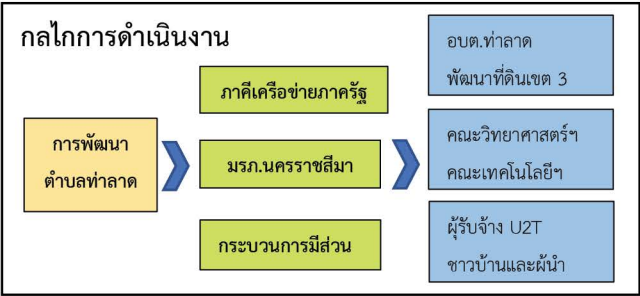 กลไกการดำเนินงาน
การพัฒนา
ตำบลท่าลาด
ภาคีเครือข่ายภาครัฐ
มรภ.นครราชสีมา
กระบวนการมีส่วน
อบต.ท่าลาด
พัฒนาที่ดินเขต 3
คณะวิทยาศาสตร์ฯ
คณะเทคโนโลยีฯ
ผู้รับจ้าง U2T
ชาวบ้านและผู้นำ